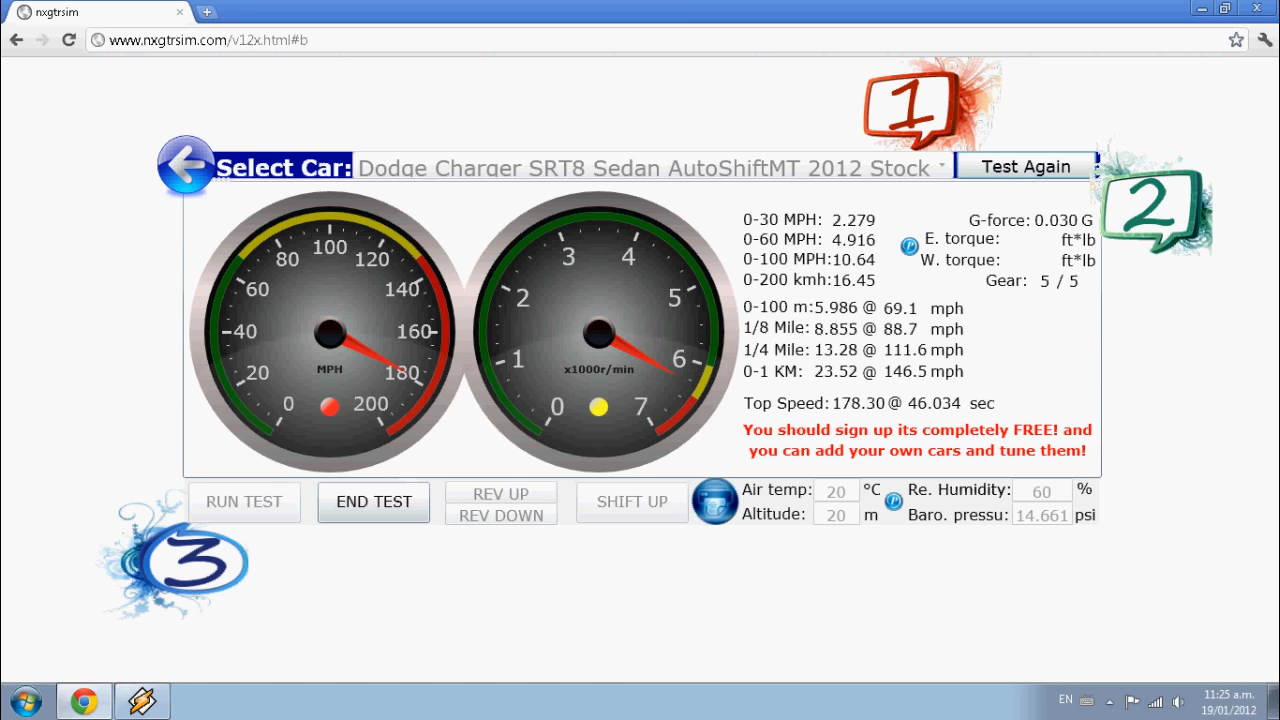 nxgtrsim
www.nxgtrsim.com/v12x.html#b
1
Select Car: Dodge Charger SRT8 Sedan AutoShiftMT 2012 Stock Test Again
2
0 20 40 60 80 100 120 140 160 180 200
MPH
0 1 2 3 4 5 6 7
x1000r/min
0-30 MPH: 2.279 G-force: 0.030 G
0-60 MPH: 4.916 E. torque: ft*lb
0-100 MPH: 10.64 W. torque: ft*lb
0-200 kmh: 16.45 Gear: 5 / 5
0-100 m: 5.986 @ 69.1 mph
1/8 Mile: 8.855 @ 88.7 mph
1/4 Mile: 13.28 @ 111.6 mph
0-1 KM: 23.52 @ 146.5 mph
Top Speed: 178.30 @ 46.034 sec
You should sign up its completely FREE! and
you can add your own cars and tune them!
RUN TEST END TEST REV UP SHIFT UP
REV DOWN
Air temp: 20 °C Re. Humidity: 60 %
Altitude: 20 m Baro. pressu: 14.661 psi
3
EN 11:25 a.m.
19/01/2012